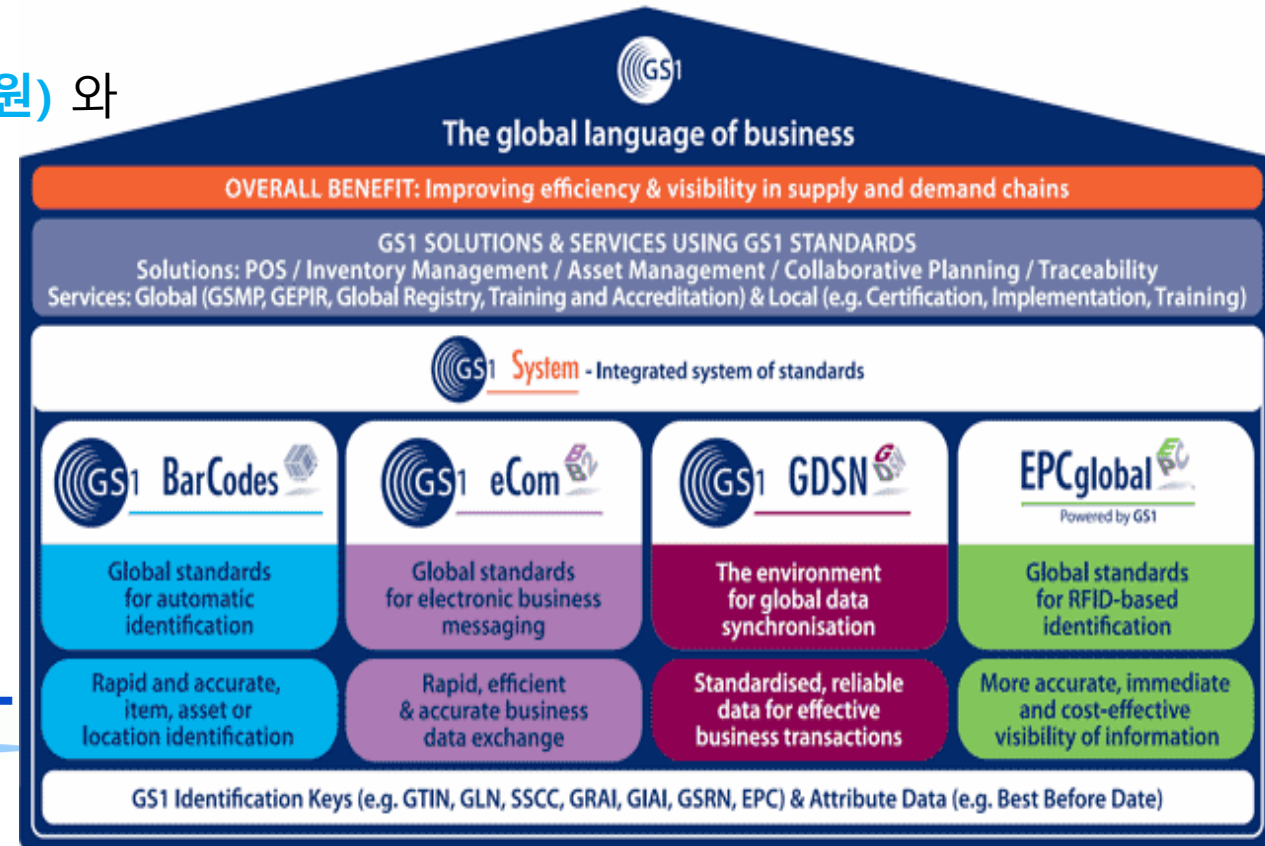 원) 와
GS1
The global language of business
OVERALL BENEFIT: Improving efficiency & visibility in supply and demand chains
GS1 SOLUTIONS & SERVICES USING GS1 STANDARDS
Solutions: POS / Inventory Management / Asset Management / Collaborative Planning / Traceability
Services: Global (GSMP, GEPIR, Global Registry, Training and Accreditation) & Local (e.g. Certification, Implementation, Training)
GS1 System - Integrated system of standards
GS1 BarCodes
Global standards
for automatic
identification
Rapid and accurate,
item, asset or
location identification
GS1 eCom
Global standards
for electronic business
messaging
Rapid, efficient
& accurate business
data exchange
GS1 GDSN
The environment
for global data
synchronisation
Standardised, reliable
data for effective
business transactions
EPCglobal
Powered by GS1
Global standards
for RFID-based
identification
More accurate, immediate
and cost-effective
visibility of information
GS1 Identification Keys (e.g. GTIN, GLN, SSCC, GRAI, GIAI, GSRN, EPC) & Attribute Data (e.g. Best Before Date)